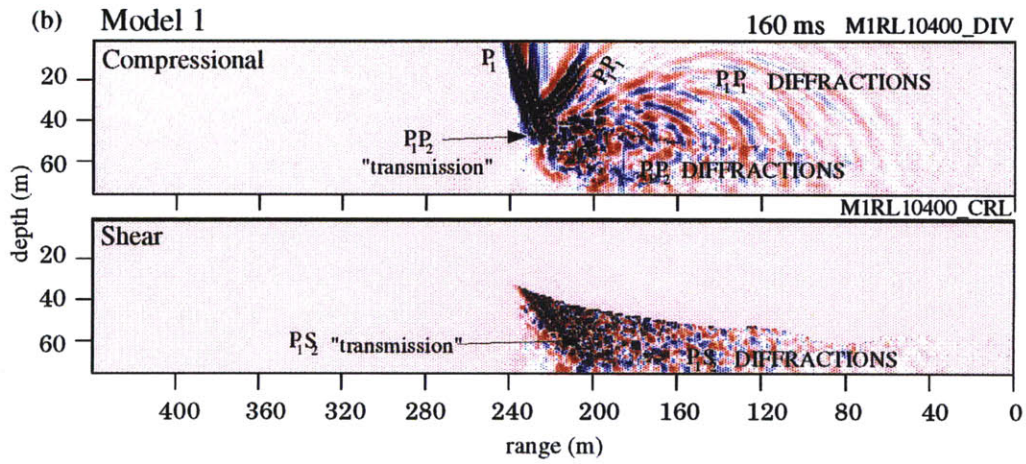 (b) Model 1 160 ms M1RL10400_DIV
Compressional
P₁
P₁P₁
P₁P₁ DIFFRACTIONS
P₁P₂
"transmission"
P₁P₂ DIFFRACTIONS
20
40
60
M1RL10400_CRL
Shear
P₁S₂ "transmission"
P₁S₂ DIFFRACTIONS
20
40
60
depth (m)
400 360 320 280 240 200 160 120 80 40 0
range (m)